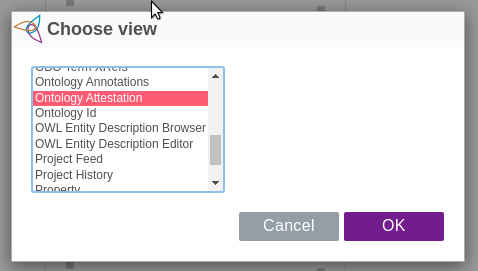 Choose view
OBO Term XRefs
Ontology Annotations
Ontology Attestation
Ontology Id
OWL Entity Description Browser
OWL Entity Description Editor
Project Feed
Project History
Property
Cancel
OK